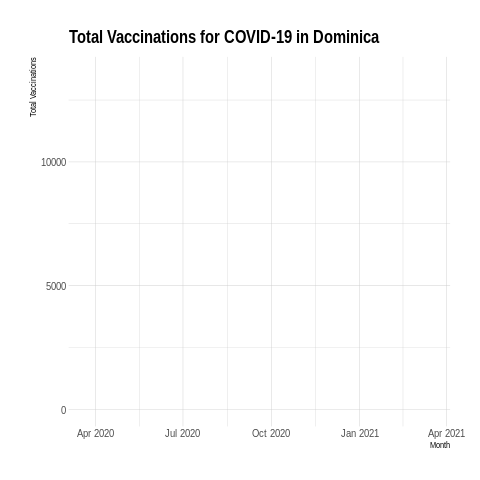 Total Vaccinations for COVID-19 in Dominica
Total Vaccinations
10000
5000
0
Apr 2020 Jul 2020 Oct 2020 Jan 2021 Apr 2021
Month